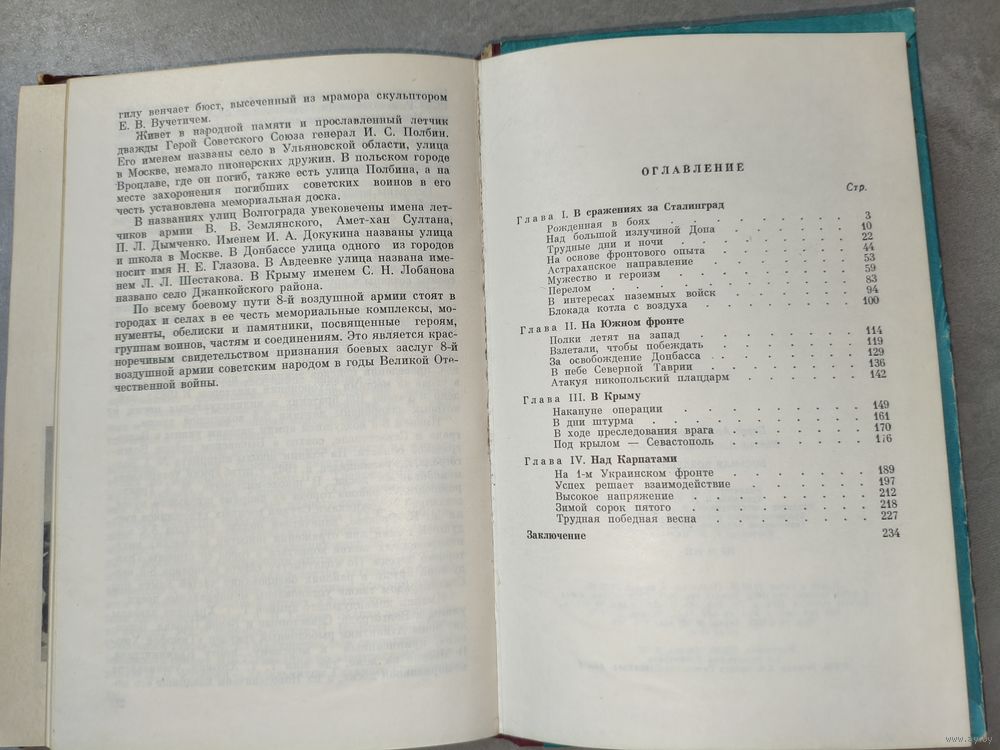 гилу венчает бюст, высеченный из мрамора скульптором
Е. В. Вучетичем.
Живет в народной памяти и прославленный летчик
дважды Герой Советского Союза генерал И. С. Полбин.
Его именем названы село в Ульяновской области, улица
в Москве, немало пионерских дружин. В польском городе
Вроцлаве, где он погиб, также есть улица Полбина, а на
месте захоронения погибших советских воинов в его
честь установлена мемориальная доска.
В названиях улиц Волгограда увековечены имена лет-
чиков армии В. В. Землянского, Амет-хан Султана,
П. Л. Дымченко. Именем И. А. Докукина названы улица
и школа в Москве. В Донбассе улица одного из городов
носит имя Н. Е. Глазова. В Авдеевке улица названа име-
нем Л. Л. Шестакова. В Крыму именем С. Н. Лобанова
названо село Джанкойского района.
По всему боевому пути 8-й воздушной армии стоят в
городах и селах в ее честь мемориальные комплексы, мо-
нументы, обелиски и памятники, посвященные героям,
группам воинов, частям и соединениям. Это является крас-
норечивым свидетельством признания боевых заслуг 8-й
воздушной армии советским народом в годы Великой Оте-
чественной войны.
ОГЛАВЛЕНИЕ
Стр.
Глава I. В сражениях за Сталинград
Рожденная в боях . . . . . . . . 3
Над большой излучиной Дона . . . . . . 10
Трудные дни и ночи . . . . . . . . 22
На основе фронтового опыта . . . . . . 44
Астраханское направление . . . . . . . 53
Мужество и героизм . . . . . . . . 59
Перелом . . . . . . . . . . 83
В интересах наземных войск . . . . . . 94
Блокада котла с воздуха . . . . . . . 100
Глава II. На Южном фронте
Полки летят на запад . . . . . . . 114
Взлетали, чтобы побеждать . . . . . . 119
За освобождение Донбасса . . . . . . . 129
В небе Северной Таврии . . . . . . . 136
Атакуя никопольский плацдарм . . . . . . 142
Глава III. В Крыму
Накануне операции . . . . . . . . 149
В дни штурма . . . . . . . . . 161
В ходе преследования врага . . . . . . 170
Под крылом — Севастополь . . . . . . 176
Глава IV. Над Карпатами
На 1-м Украинском фронте . . . . . . 189
Успех решает взаимодействие . . . . . . 197
Высокое напряжение . . . . . . . . 212
Зимой сорок пятого . . . . . . . . 218
Трудная победная весна . . . . . . . 227
Заключение 234
www.ay.by